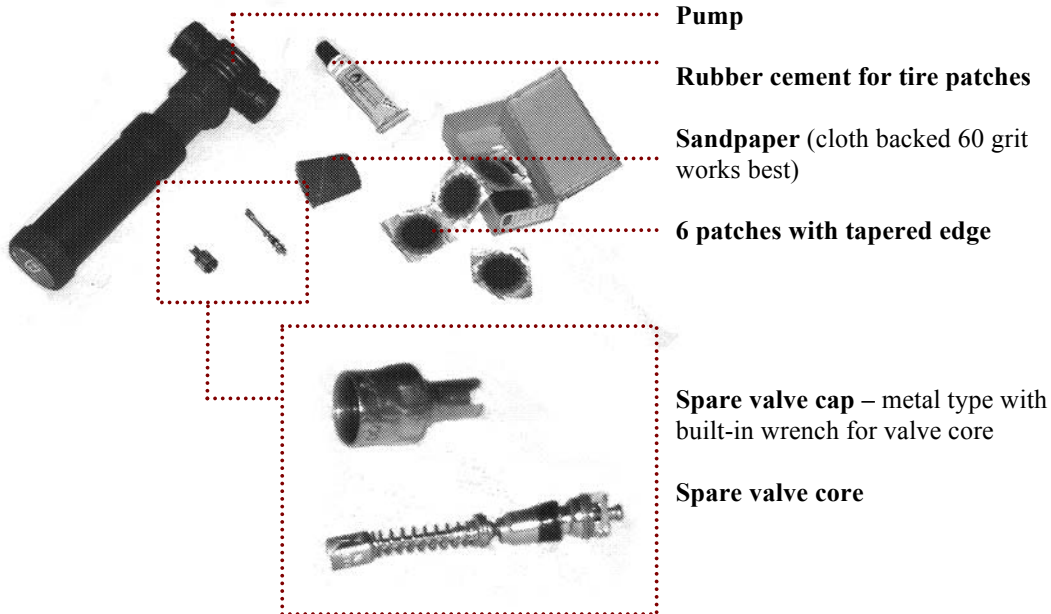 Pump
Rubber cement for tire patches
Sandpaper (cloth backed 60 grit
works best)
6 patches with tapered edge
Spare valve cap – metal type with
built-in wrench for valve core
Spare valve core